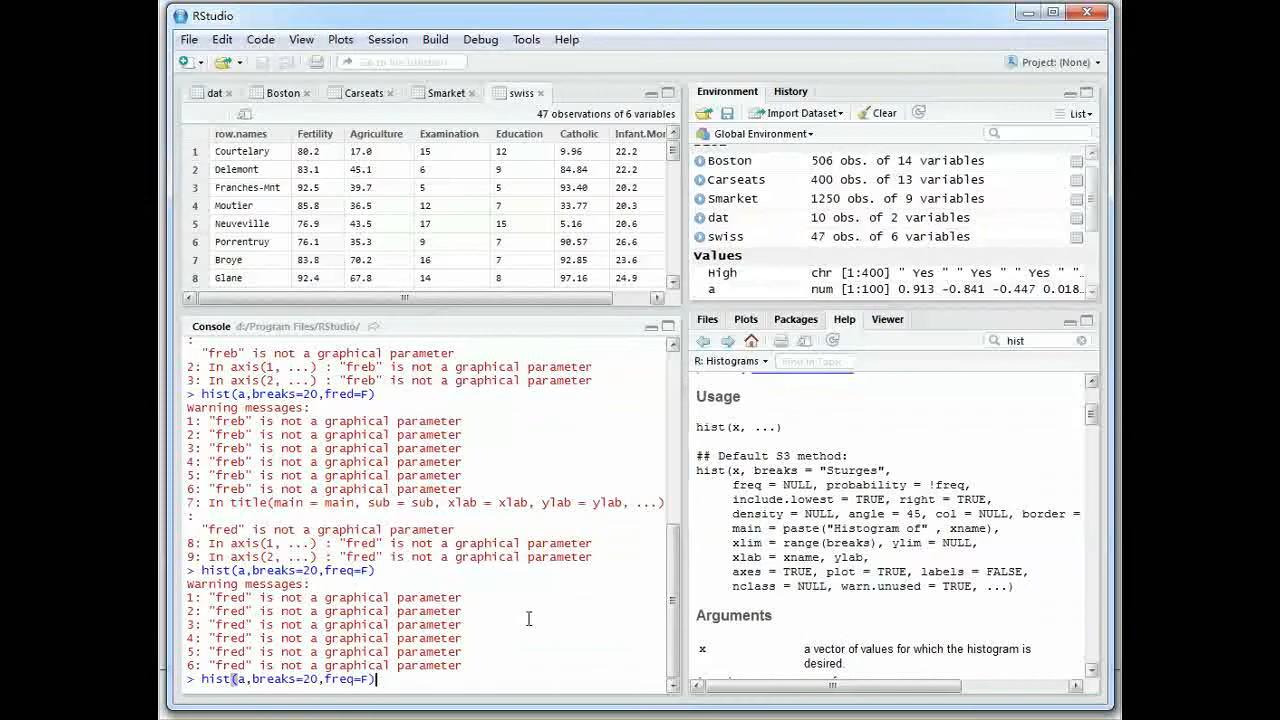 RStudio
File Edit Code View Plots Session Build Debug Tools Help
Go to file/function
Project: (None)
dat Boston Carseats Smarket swiss
47 observations of 6 variables
row.names Fertility Agriculture Examination Education Catholic Infant.Mor
1 Courtelary 80.2 17.0 15 12 9.96 22.2
2 Delemont 83.1 45.1 6 9 84.84 22.2
3 Franches-Mnt 92.5 39.7 5 5 93.40 20.2
4 Moutier 85.8 36.5 12 7 33.77 20.3
5 Neuveville 76.9 43.5 17 15 5.16 20.6
6 Porrentruy 76.1 35.3 9 7 90.57 26.6
7 Broye 83.8 70.2 16 7 92.85 23.6
8 Glane 92.4 67.8 14 8 97.16 24.9
Console d:/Program Files/RStudio/
:
"freb" is not a graphical parameter
2: In axis(1, ...) : "freb" is not a graphical parameter
3: In axis(2, ...) : "freb" is not a graphical parameter
> hist(a,breaks=20,fred=F)
Warning messages:
1: "freb" is not a graphical parameter
2: "freb" is not a graphical parameter
3: "freb" is not a graphical parameter
4: "freb" is not a graphical parameter
5: "freb" is not a graphical parameter
6: "freb" is not a graphical parameter
7: In title(main = main, sub = sub, xlab = xlab, ylab = ylab, ...)
:
"fred" is not a graphical parameter
8: In axis(1, ...) : "fred" is not a graphical parameter
9: In axis(2, ...) : "fred" is not a graphical parameter
> hist(a,breaks=20,freq=F)
Warning messages:
1: "fred" is not a graphical parameter
2: "fred" is not a graphical parameter
3: "fred" is not a graphical parameter
4: "fred" is not a graphical parameter
5: "fred" is not a graphical parameter
6: "fred" is not a graphical parameter
> hist(a,breaks=20,freq=F)
Environment History
Import Dataset Clear List
Global Environment
Boston 506 obs. of 14 variables
Carseats 400 obs. of 13 variables
Smarket 1250 obs. of 9 variables
dat 10 obs. of 2 variables
swiss 47 obs. of 6 variables
Values
High chr [1:400] " Yes " " Yes " " Yes " "…
a num [1:100] 0.913 -0.841 -0.447 0.018…
Files Plots Packages Help Viewer
hist
R: Histograms Find in Topic
Usage
hist(x, ...)
## Default S3 method:
hist(x, breaks = "Sturges",
freq = NULL, probability = !freq,
include.lowest = TRUE, right = TRUE,
density = NULL, angle = 45, col = NULL, border =
main = paste("Histogram of" , xname),
xlim = range(breaks), ylim = NULL,
xlab = xname, ylab,
axes = TRUE, plot = TRUE, labels = FALSE,
nclass = NULL, warn.unused = TRUE, ...)
Arguments
x a vector of values for which the histogram is
desired.